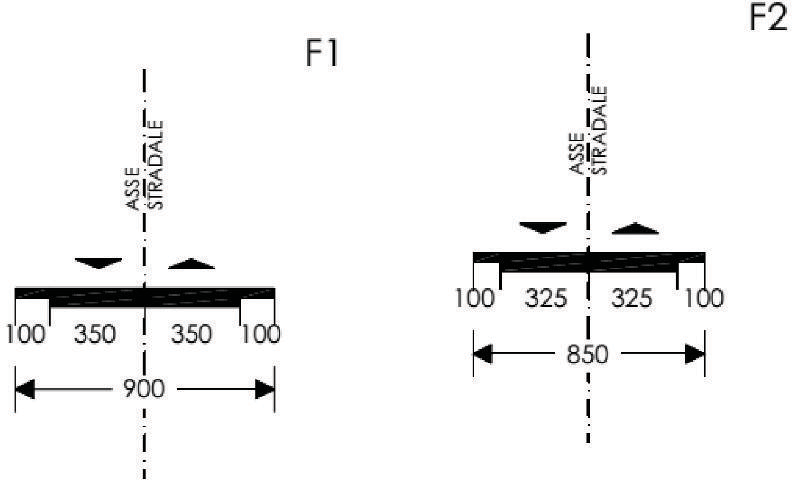 F1
F2
ASSE
STRADALE
ASSE
STRADALE
100 350 350 100
900
100 325 325 100
850